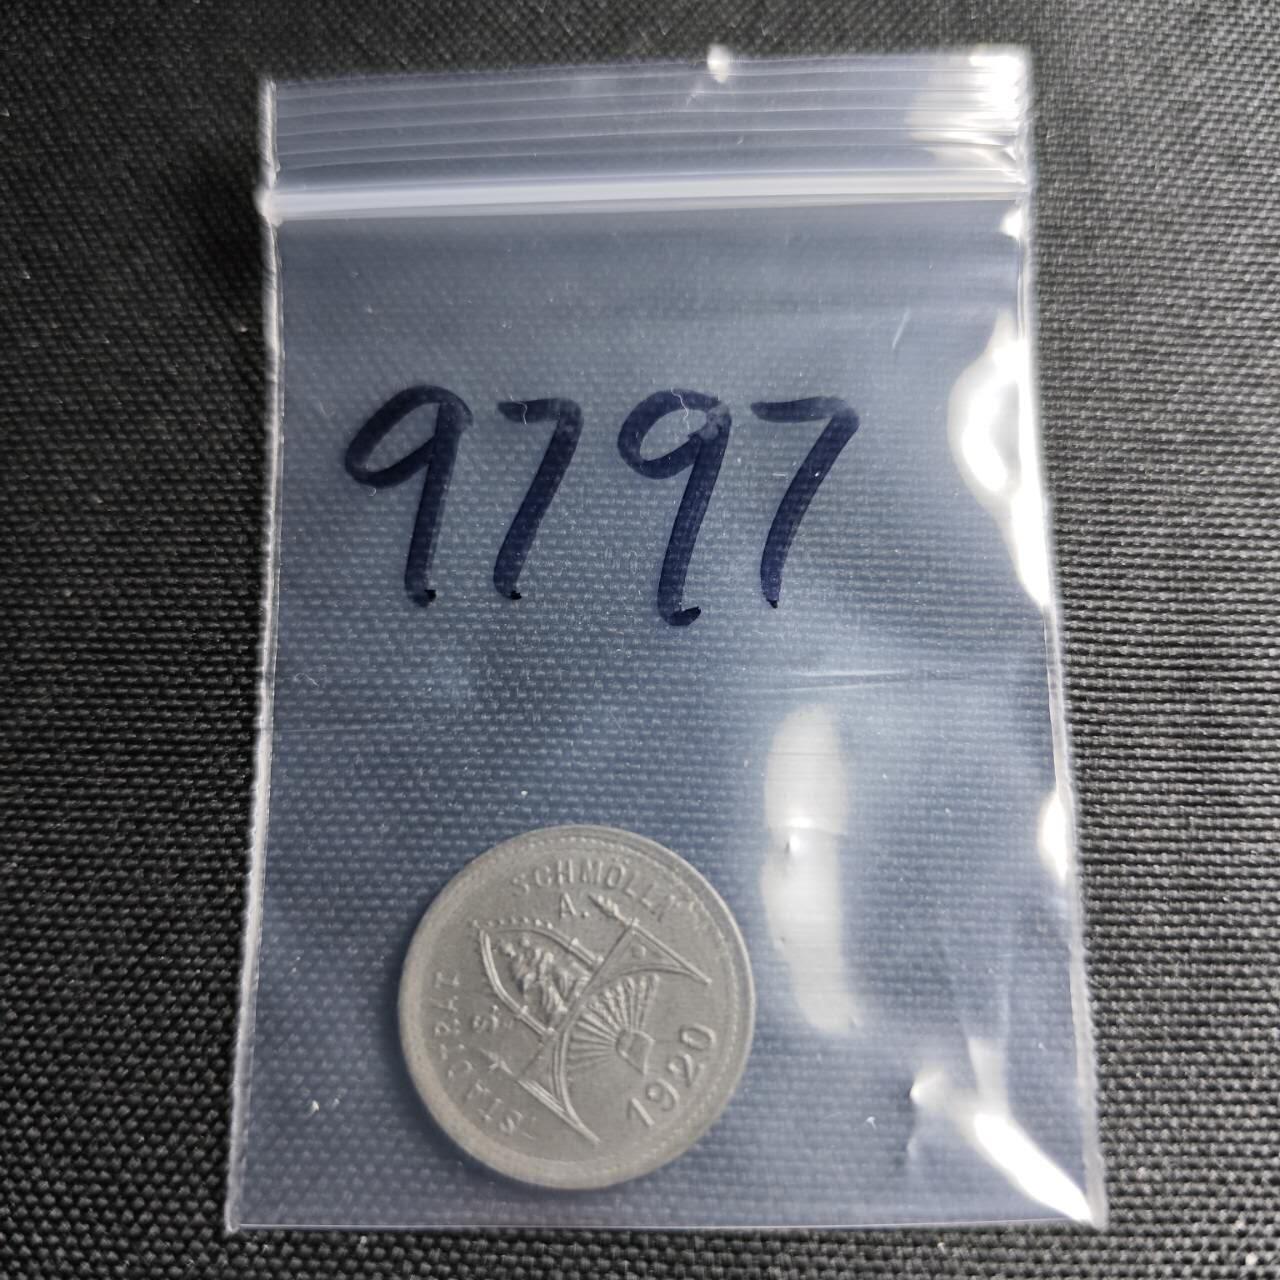 9797
STADTRAT SCHMÖLLN
S. A.
1920